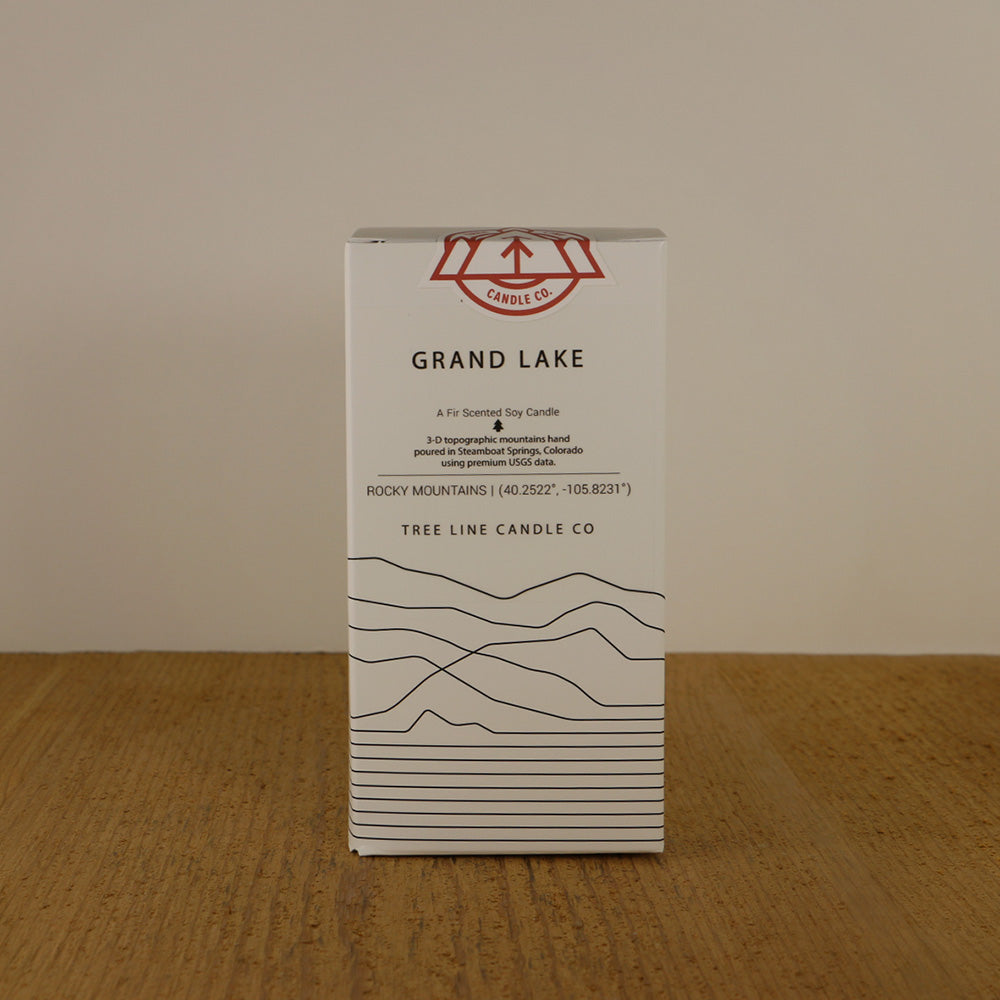 CANDLE CO.
GRAND LAKE
A Fir Scented Soy Candle
3-D topographic mountains hand
poured in Steamboat Springs, Colorado
using premium USGS data.
ROCKY MOUNTAINS | (40.2522°, -105.8231°)
TREE LINE CANDLE CO